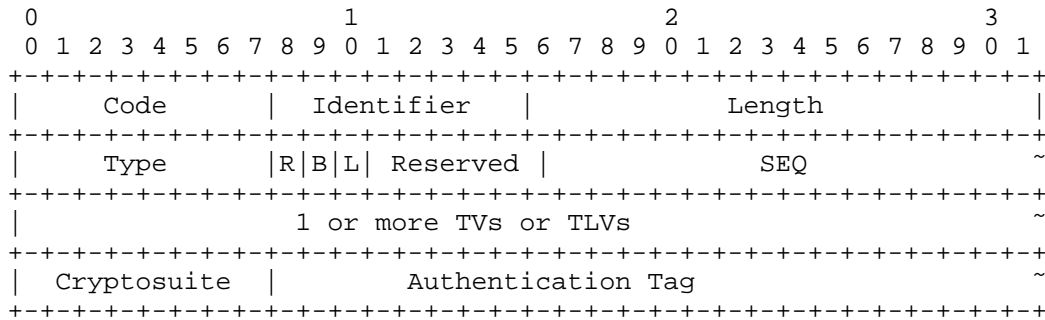 0                   1                   2                   3
 0 1 2 3 4 5 6 7 8 9 0 1 2 3 4 5 6 7 8 9 0 1 2 3 4 5 6 7 8 9 0 1
+-+-+-+-+-+-+-+-+-+-+-+-+-+-+-+-+-+-+-+-+-+-+-+-+-+-+-+-+-+-+-+-+
|     Code      |  Identifier   |            Length             |
+-+-+-+-+-+-+-+-+-+-+-+-+-+-+-+-+-+-+-+-+-+-+-+-+-+-+-+-+-+-+-+-+
|     Type      |R|B|L| Reserved |              SEQ             ~
+-+-+-+-+-+-+-+-+-+-+-+-+-+-+-+-+-+-+-+-+-+-+-+-+-+-+-+-+-+-+-+-+
|                 1 or more TVs or TLVs                         ~
+-+-+-+-+-+-+-+-+-+-+-+-+-+-+-+-+-+-+-+-+-+-+-+-+-+-+-+-+-+-+-+-+
|  Cryptosuite  |        Authentication Tag                     ~
+-+-+-+-+-+-+-+-+-+-+-+-+-+-+-+-+-+-+-+-+-+-+-+-+-+-+-+-+-+-+-+-+